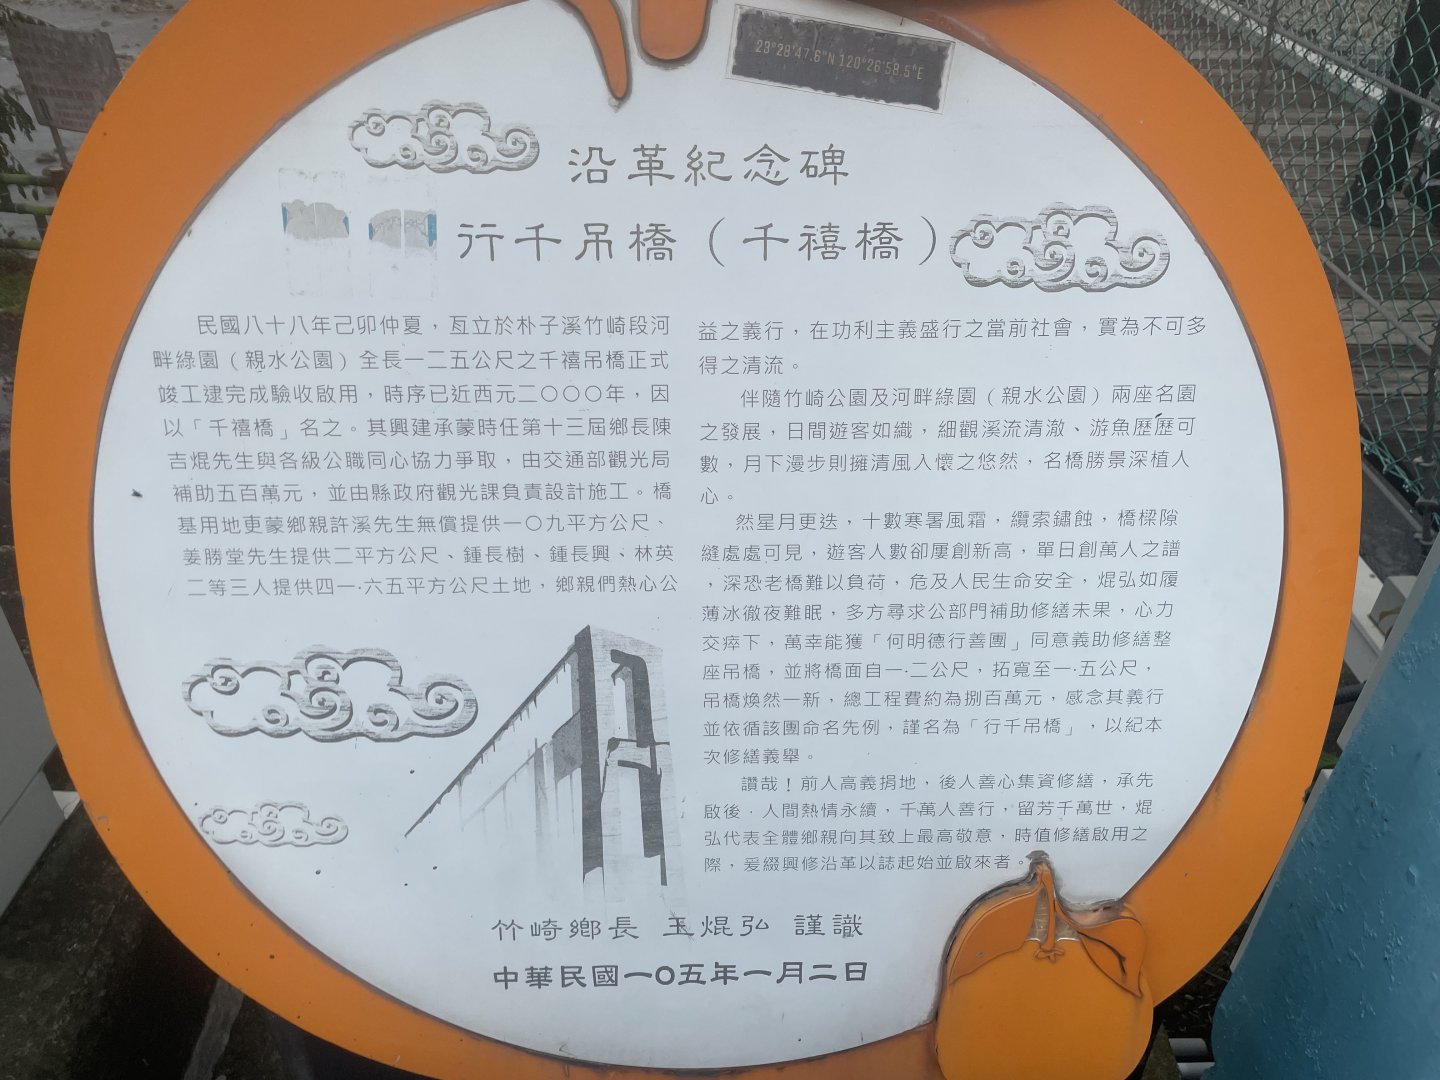 23°28'47.6"N 120°26'58.5"E
沿革紀念碑
行千吊橋（千禧橋）
民國八十八年己卯仲夏，亙立於朴子溪竹崎段河
畔綠園（親水公園）全長一二五公尺之千禧吊橋正式
竣工逮完成驗收啟用，時序已近西元二〇〇〇年，因
以「千禧橋」名之。其興建承蒙時任第十三屆鄉長陳
吉焜先生與各級公職同心協力爭取，由交通部觀光局
補助五百萬元，並由縣政府觀光課負責設計施工。橋
基用地更蒙鄉親許溪先生無償提供一〇九平方公尺、
姜勝堂先生提供二平方公尺、鍾長樹、鍾長興、林英
二等三人提供四一·六五平方公尺土地，鄉親們熱心公
益之義行，在功利主義盛行之當前社會，實為不可多
得之清流。
伴隨竹崎公園及河畔綠園（親水公園）兩座名園
之發展，日間遊客如織，細觀溪流清澈、游魚歷歷可
數，月下漫步則擁清風入懷之悠然，名橋勝景深植人
心。
然星月更迭，十數寒暑風霜，纜索鏽蝕，橋樑隙
縫處處可見，遊客人數卻屢創新高，單日創萬人之譜
，深恐老橋難以負荷，危及人民生命安全，焜弘如履
薄冰徹夜難眠，多方尋求公部門補助修繕未果，心力
交瘁下，萬幸能獲「何明德行善團」同意義助修繕整
座吊橋，並將橋面自一·二公尺，拓寬至一·五公尺，
吊橋煥然一新，總工程費約為捌百萬元，感念其義行
並依循該團命名先例，謹名為「行千吊橋」，以紀本
次修繕義舉。
讚哉！前人高義捐地，後人善心集資修繕，承先
啟後．人間熱情永續，千萬人善行，留芳千萬世，焜
弘代表全體鄉親向其致上最高敬意，時值修繕啟用之
際，爰綴興修沿革以誌起始並啟來者。
竹崎鄉長 王焜弘 謹識
中華民國一〇五年一月二日